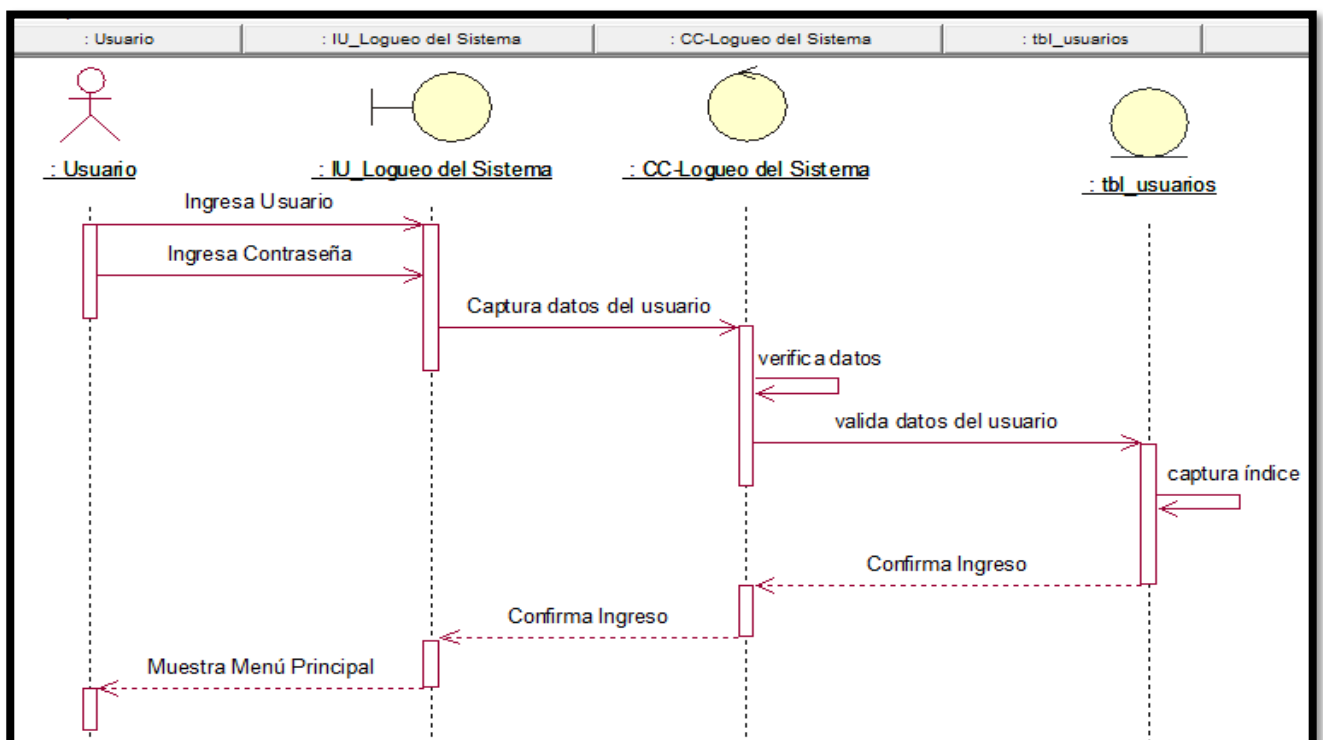 : Usuario
: IU_Logueo del Sistema
: CC-Logueo del Sistema
: tbl_usuarios
: Usuario
: IU_Logueo del Sistema
: CC-Logueo del Sistema
: tbl_usuarios
Ingresa Usuario
Ingresa Contraseña
Captura datos del usuario
verifica datos
valida datos del usuario
captura índice
Confirma Ingreso
Confirma Ingreso
Muestra Menú Principal